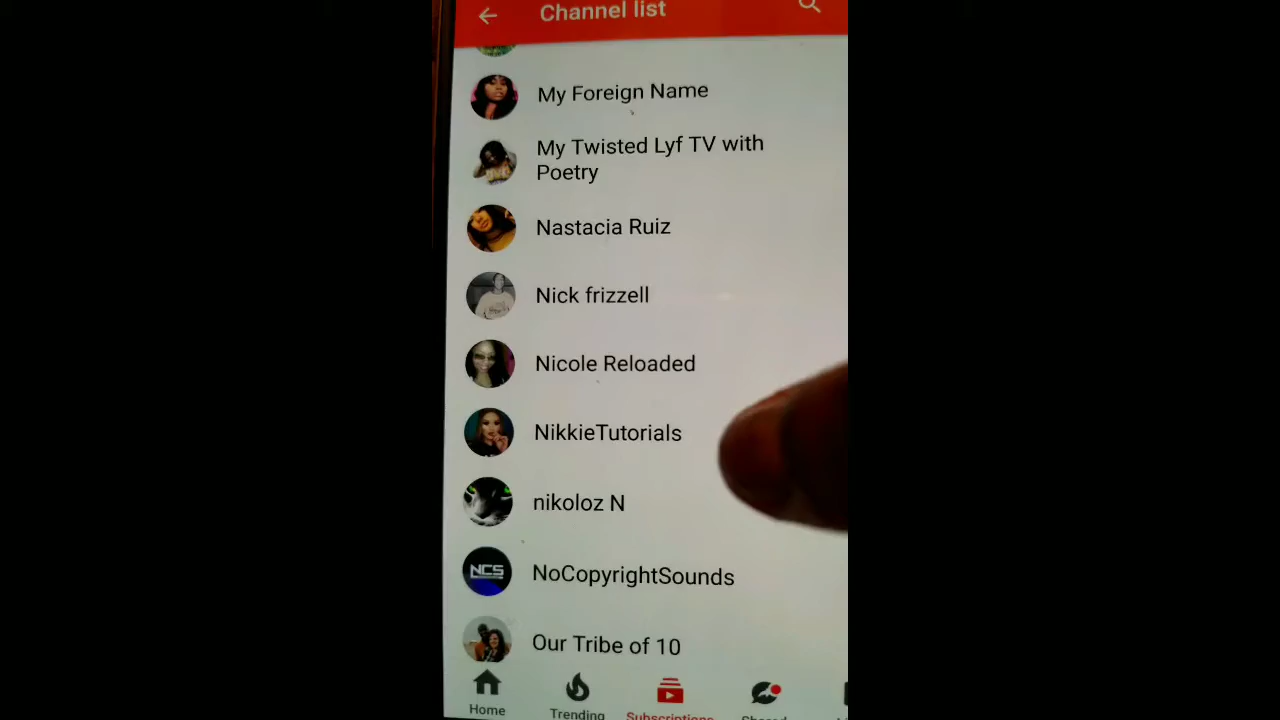 Channel list
My Foreign Name
My Twisted Lyf TV with
Poetry
Nastacia Ruiz
Nick frizzell
Nicole Reloaded
NikkieTutorials
nikoloz N
NCS
NoCopyrightSounds
Our Tribe of 10
Home
Trending
Subscriptions
Shared